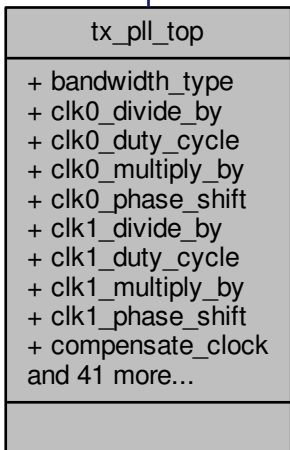 tx_pll_top
+ bandwidth_type
+ clk0_divide_by
+ clk0_duty_cycle
+ clk0_multiply_by
+ clk0_phase_shift
+ clk1_divide_by
+ clk1_duty_cycle
+ clk1_multiply_by
+ clk1_phase_shift
+ compensate_clock
and 41 more...